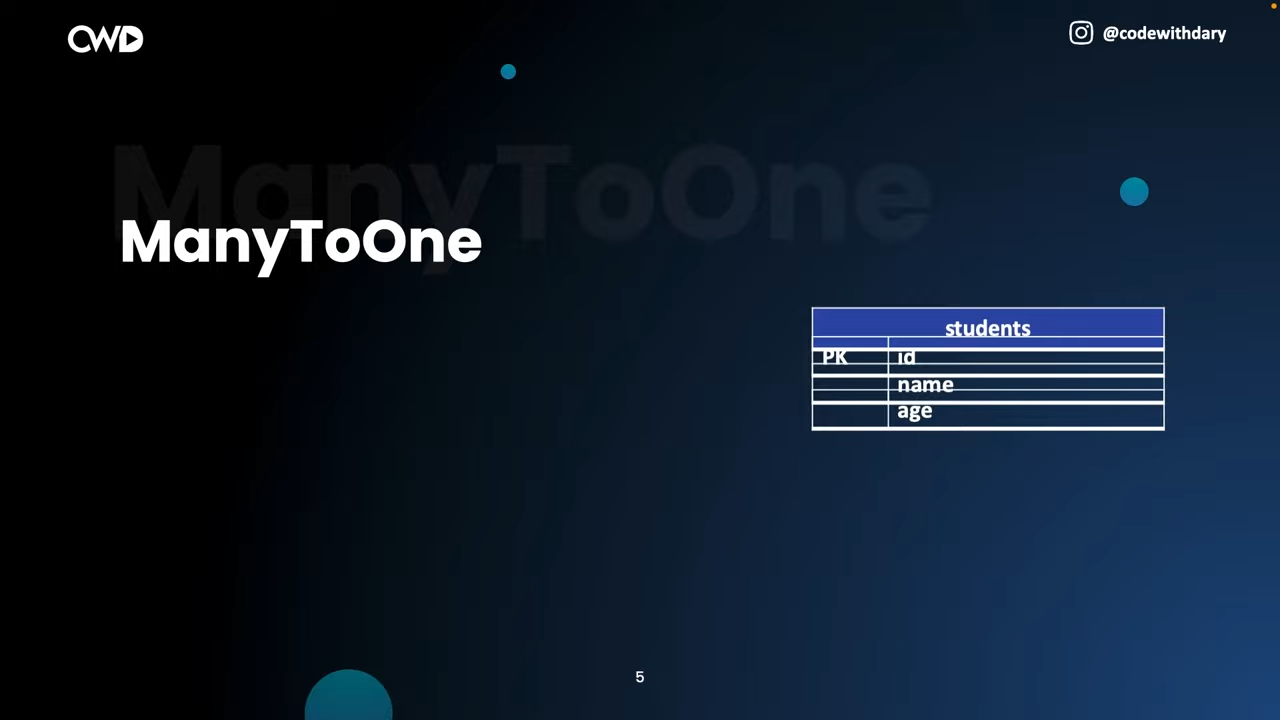 CWD
@codewithdary
ManyToOne
ManyToOne
students
PK id
name
age
5